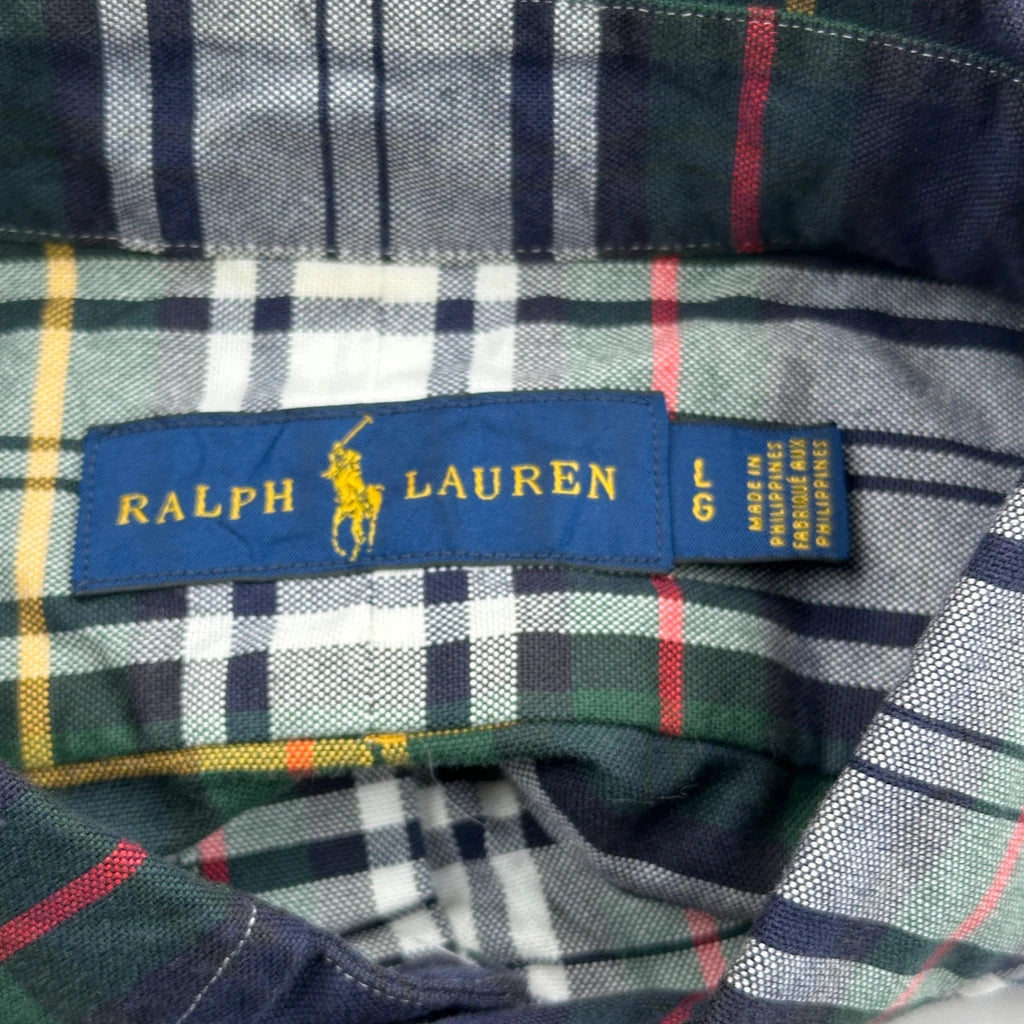 RALPH LAUREN
L
G
MADE IN
PHILIPPINES
FABRIQUÉ AUX
PHILIPPINES